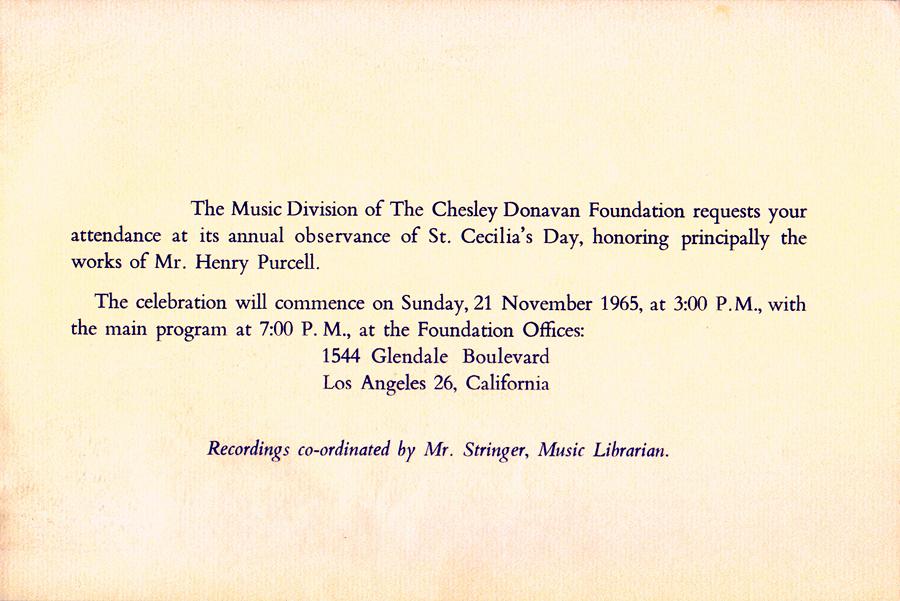 The Music Division of The Chesley Donavan Foundation requests your
attendance at its annual observance of St. Cecilia's Day, honoring principally the
works of Mr. Henry Purcell.
The celebration will commence on Sunday, 21 November 1965, at 3:00 P.M., with
the main program at 7:00 P. M., at the Foundation Offices:
1544 Glendale Boulevard
Los Angeles 26, California
Recordings co-ordinated by Mr. Stringer, Music Librarian.